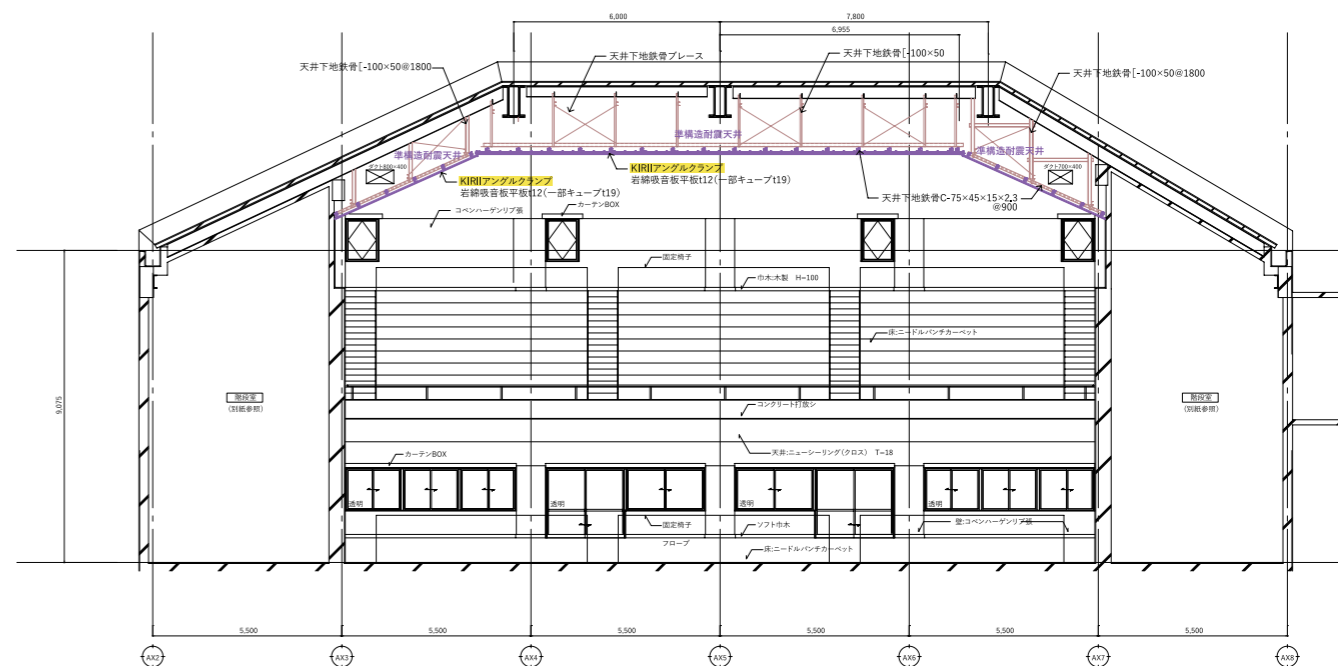 6,000
7,800
6,955
天井下地鉄骨[-100×50@1800
天井下地鉄骨ブレース
天井下地鉄骨[-100×50
天井下地鉄骨[-100×50@1800
準構造耐震天井
準構造耐震天井
準構造耐震天井
ダクト800×400
ダクト700×400
KIRIIアングルクランプ
岩綿吸音板平板t12(一部キューブt19)
KIRIIアングルクランプ
岩綿吸音板平板t12(一部キューブt19)
天井下地鉄骨C-75×45×15×2.3
@900
コペンハーゲンリブ張
カーテンBOX
固定椅子
巾木:木製 H=100
床:ニードルパンチカーペット
9,075
階段室
(別紙参照)
階段室
(別紙参照)
コンクリート打放シ
天井:ニューシーリング(クロス) T=18
カーテンBOX
透明
透明
透明
透明
固定椅子
ソフト巾木
壁:コペンハーゲンリブ張
フロープ
床:ニードルパンチカーペット
5,500
5,500
5,500
5,500
5,500
5,500
AX2
AX3
AX4
AX5
AX6
AX7
AX8